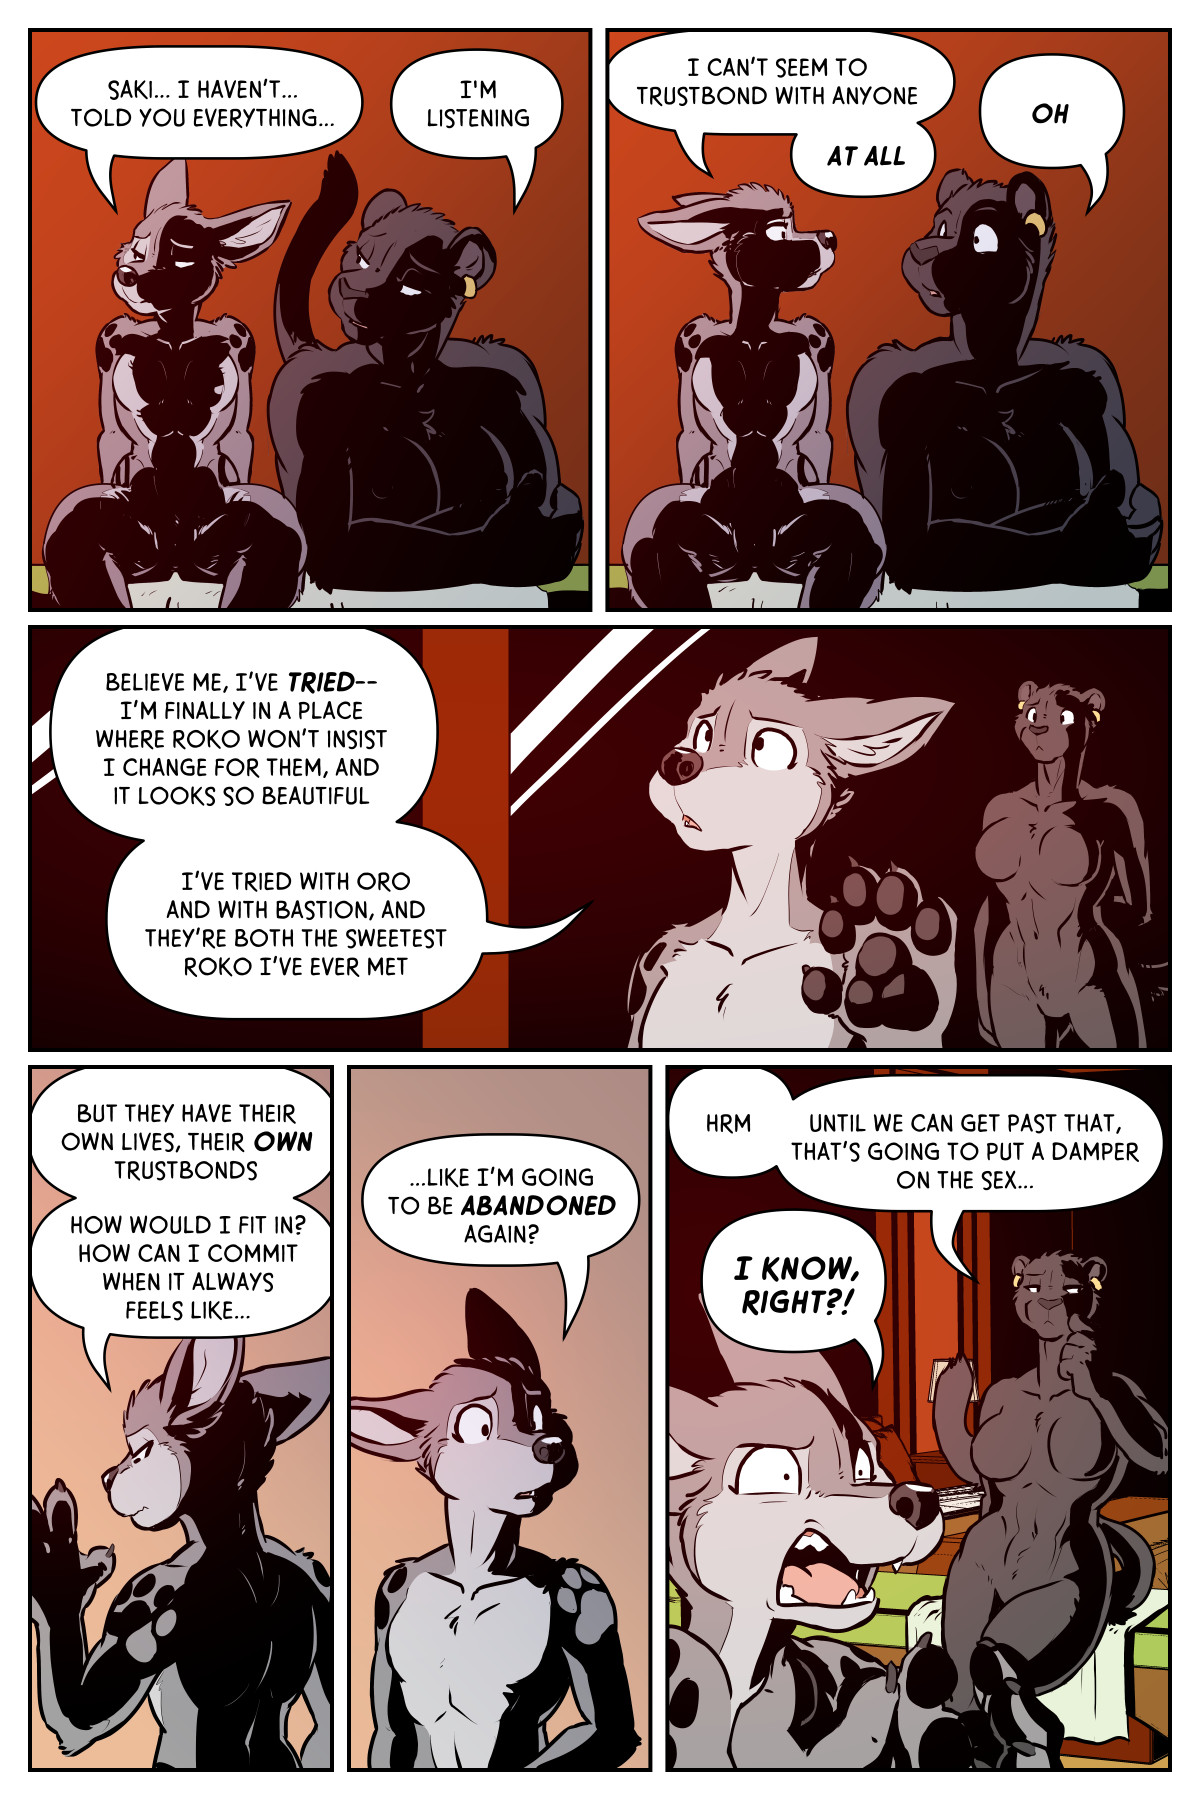 SAKI... I HAVEN'T...
TOLD YOU EVERYTHING...
I'M
LISTENING
I CAN'T SEEM TO
TRUSTBOND WITH ANYONE
AT ALL
OH
BELIEVE ME, I'VE TRIED--
I'M FINALLY IN A PLACE
WHERE ROKO WON'T INSIST
I CHANGE FOR THEM, AND
IT LOOKS SO BEAUTIFUL
I'VE TRIED WITH ORO
AND WITH BASTION, AND
THEY'RE BOTH THE SWEETEST
ROKO I'VE EVER MET
BUT THEY HAVE THEIR
OWN LIVES, THEIR OWN
TRUSTBONDS
HOW WOULD I FIT IN?
HOW CAN I COMMIT
WHEN IT ALWAYS
FEELS LIKE...
...LIKE I'M GOING
TO BE ABANDONED
AGAIN?
HRM
UNTIL WE CAN GET PAST THAT,
THAT'S GOING TO PUT A DAMPER
ON THE SEX...
I KNOW,
RIGHT?!